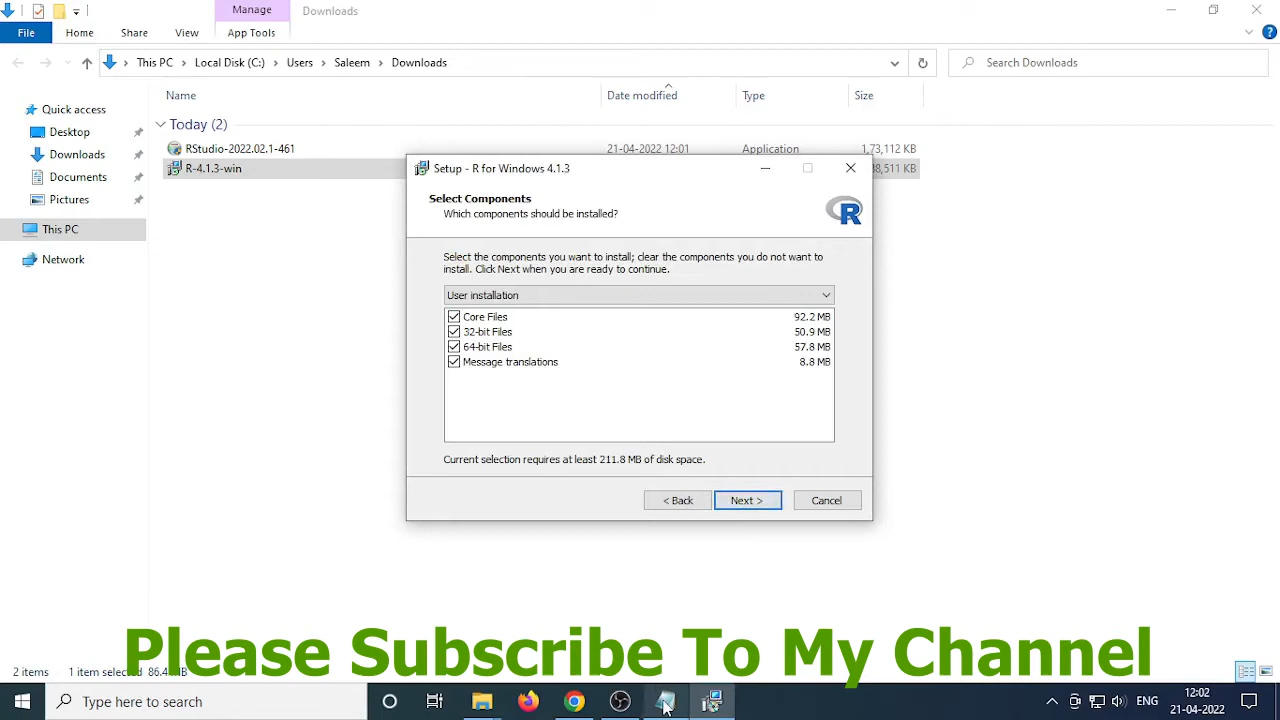 Manage
Downloads
File
Home
Share
View
App Tools
This PC
Local Disk (C:)
Users
Saleem
Downloads
Search Downloads
Quick access
Desktop
Downloads
Documents
Pictures
This PC
Network
Name
Date modified
Type
Size
Today (2)
RStudio-2022.02.1-461
21-04-2022 12:01
Application
1,73,112 KB
R-4.1.3-win
Setup - R for Windows 4.1.3
Select Components
Which components should be installed?
R
Select the components you want to install; clear the components you do not want to
install. Click Next when you are ready to continue.
User installation
Core Files 92.2 MB
32-bit Files 50.9 MB
64-bit Files 57.8 MB
Message translations 8.8 MB
Current selection requires at least 211.8 MB of disk space.
< Back
Next >
Cancel
Please Subscribe To My Channel
2 items
1 item selected
Type here to search
ENG
12:02
21-04-2022